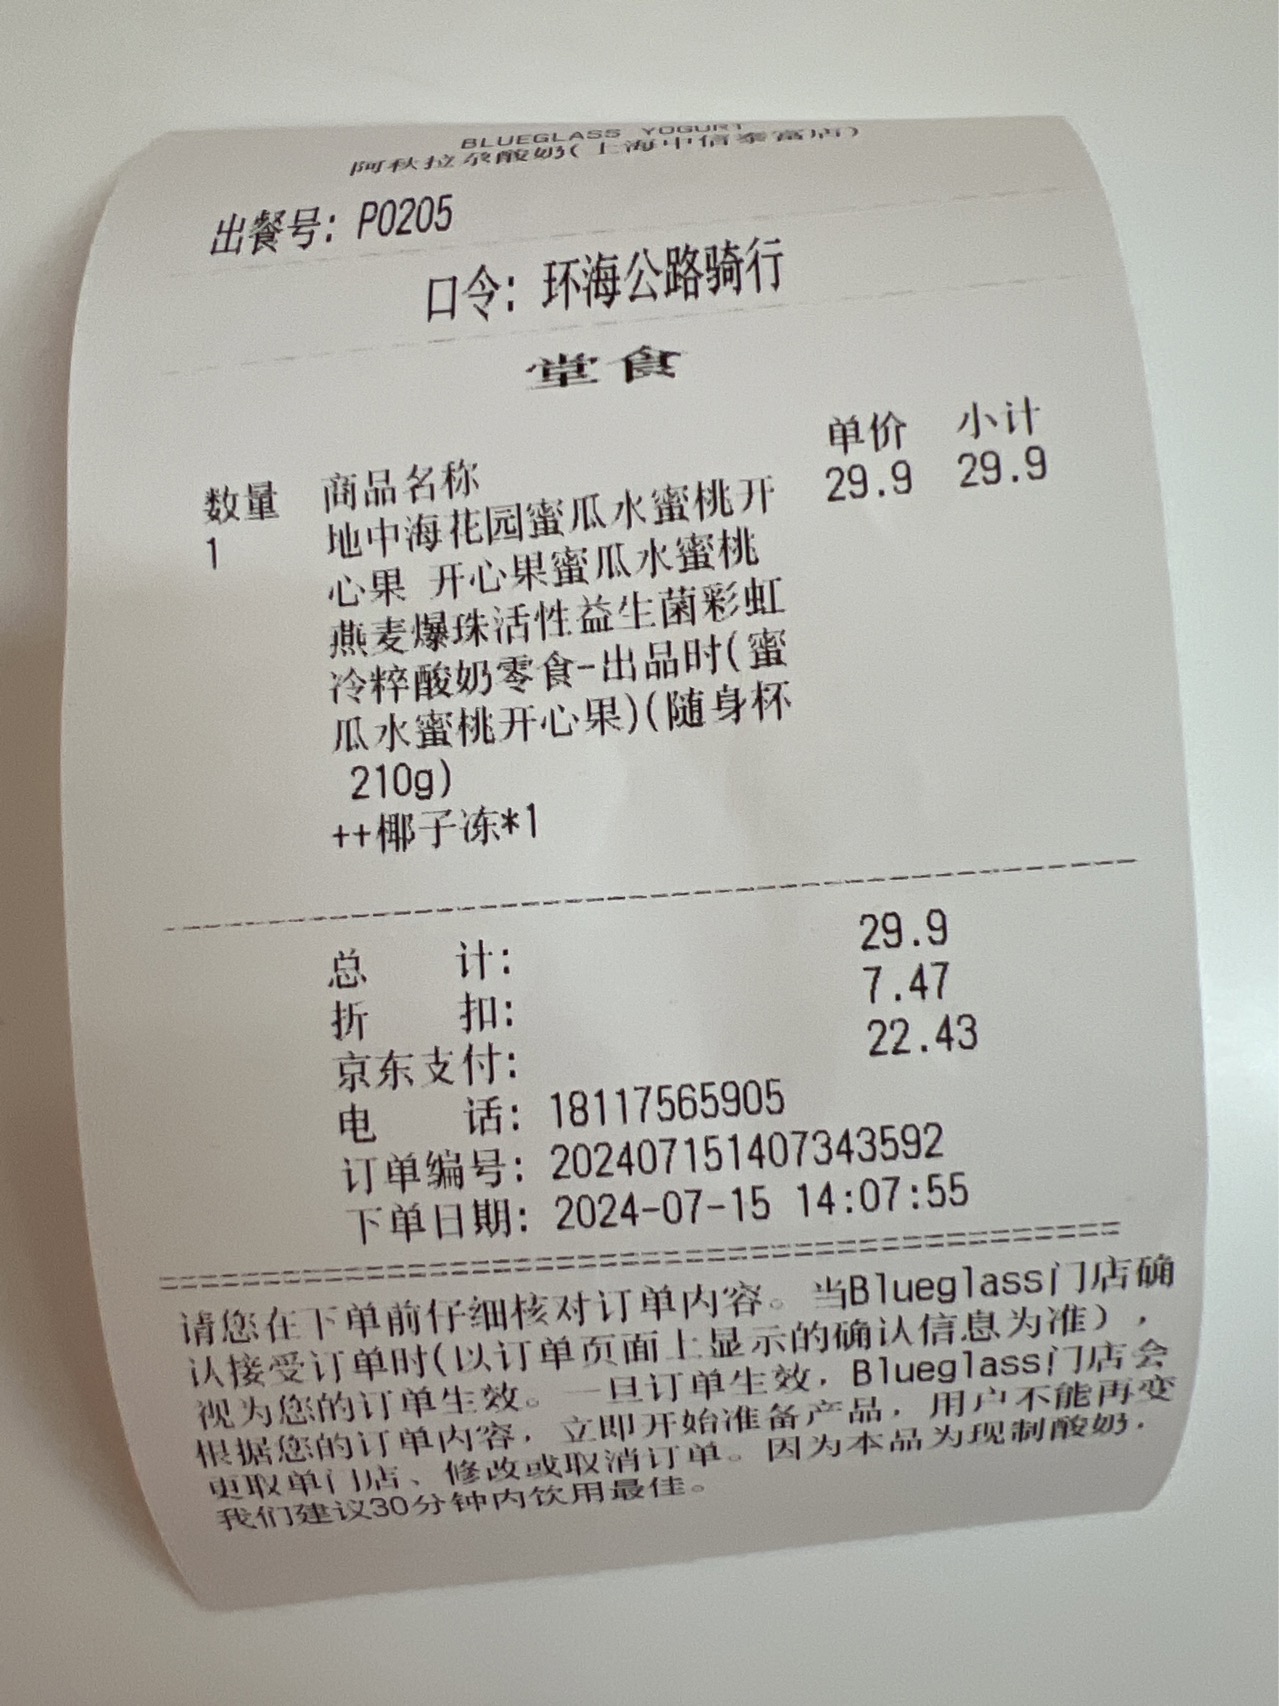 BLUEGLASS YOGURT
阿秋拉尕酸奶(上海中信泰富店)
出餐号: P0205
口令: 环海公路骑行
堂食
数量 商品名称 单价 小计
1 地中海花园蜜瓜水蜜桃开 29.9 29.9
心果 开心果蜜瓜水蜜桃
燕麦爆珠活性益生菌彩虹
冷粹酸奶零食-出品时(蜜
瓜水蜜桃开心果)(随身杯
210g)
++椰子冻*1
总 计: 29.9
折 扣: 7.47
京东支付: 22.43
电 话: 18117565905
订单编号: 202407151407343592
下单日期: 2024-07-15 14:07:55
请您在下单前仔细核对订单内容。当Blueglass门店确
认接受订单时(以订单页面上显示的确认信息为准),
视为您的订单生效。一旦订单生效，Blueglass门店会
根据您的订单内容，立即开始准备产品，用户不能再变
更取单门店、修改或取消订单。因为本品为现制酸奶，
我们建议30分钟内饮用最佳。